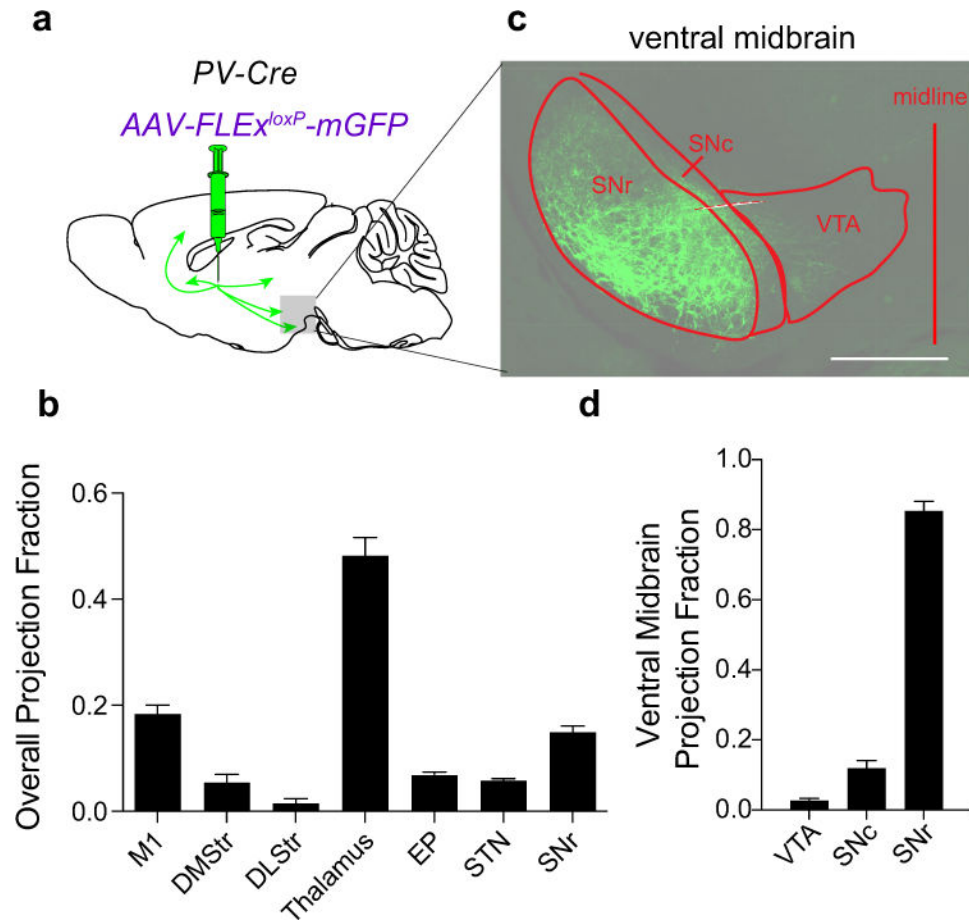 a
PV-Cre
AAV-FLEx^loxP-mGFP
c
ventral midbrain
midline
SNc
SNr
VTA
b
Overall Projection Fraction
0.6
0.4
0.2
0.0
M1
DMStr
DLStr
Thalamus
EP
STN
SNr
d
Ventral Midbrain
Projection Fraction
1.0
0.8
0.6
0.4
0.2
0.0
VTA
SNc
SNr